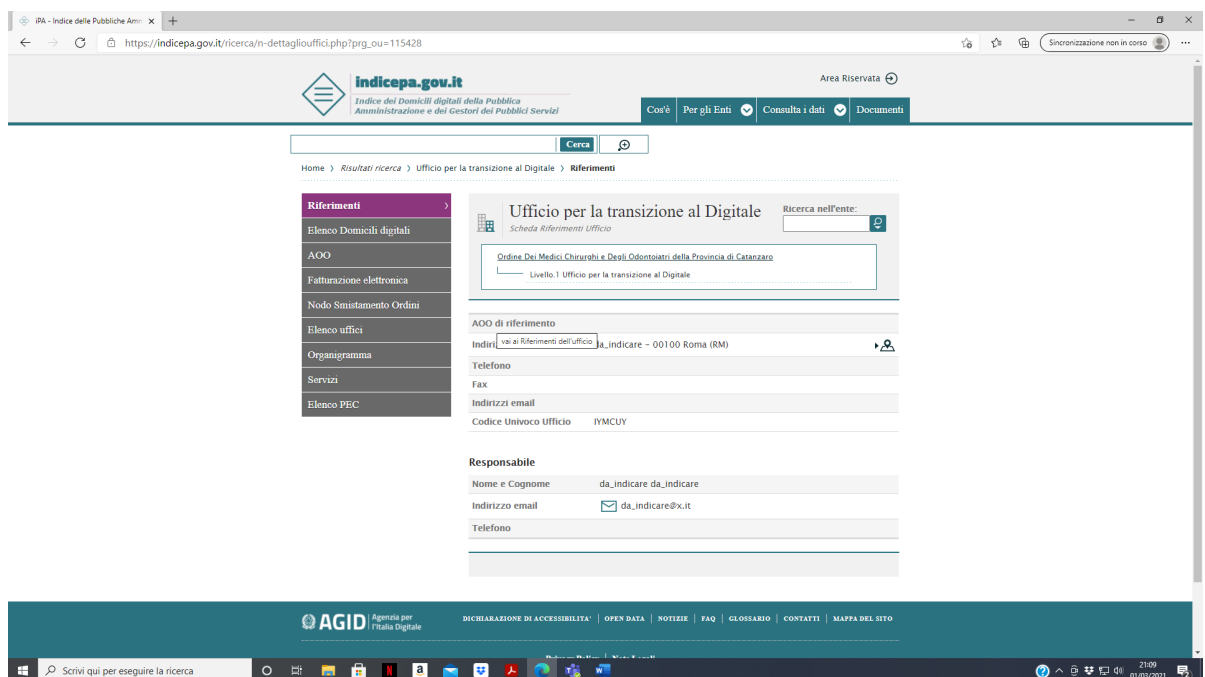 iPA - Indice delle Pubbliche Amm
https://indicepa.gov.it/ricerca/n-dettagliouffici.php?prg_ou=115428
Sincronizzazione non in corso
indicepa.gov.it
Indice dei Domicili digitali della Pubblica
Amministrazione e dei Gestori dei Pubblici Servizi
Area Riservata
Cos'è Per gli Enti Consulta i dati Documenti
Cerca
Home > Risultati ricerca > Ufficio per la transizione al Digitale > Riferimenti
Riferimenti
Elenco Domicili digitali
AOO
Fatturazione elettronica
Nodo Smistamento Ordini
Elenco uffici
Organigramma
Servizi
Elenco PEC
Ufficio per la transizione al Digitale
Scheda Riferimenti Ufficio
Ricerca nell'ente:
Ordine Dei Medici Chirurghi e Degli Odontoiatri della Provincia di Catanzaro
Livello.1 Ufficio per la transizione al Digitale
AOO di riferimento
vai ai Riferimenti dell'ufficio
Indiri da_indicare - 00100 Roma (RM)
Telefono
Fax
Indirizzi email
Codice Univoco Ufficio IYMCUY
Responsabile
Nome e Cognome da_indicare da_indicare
Indirizzo email da_indicare@x.it
Telefono
AGID Agenzia per l'Italia Digitale
DICHIARAZIONE DI ACCESSIBILITA' | OPEN DATA | NOTIZIE | FAQ | GLOSSARIO | CONTATTI | MAPPA DEL SITO
Privacy Policy | Note Legali
Scrivi qui per eseguire la ricerca
21:09
01/03/2021